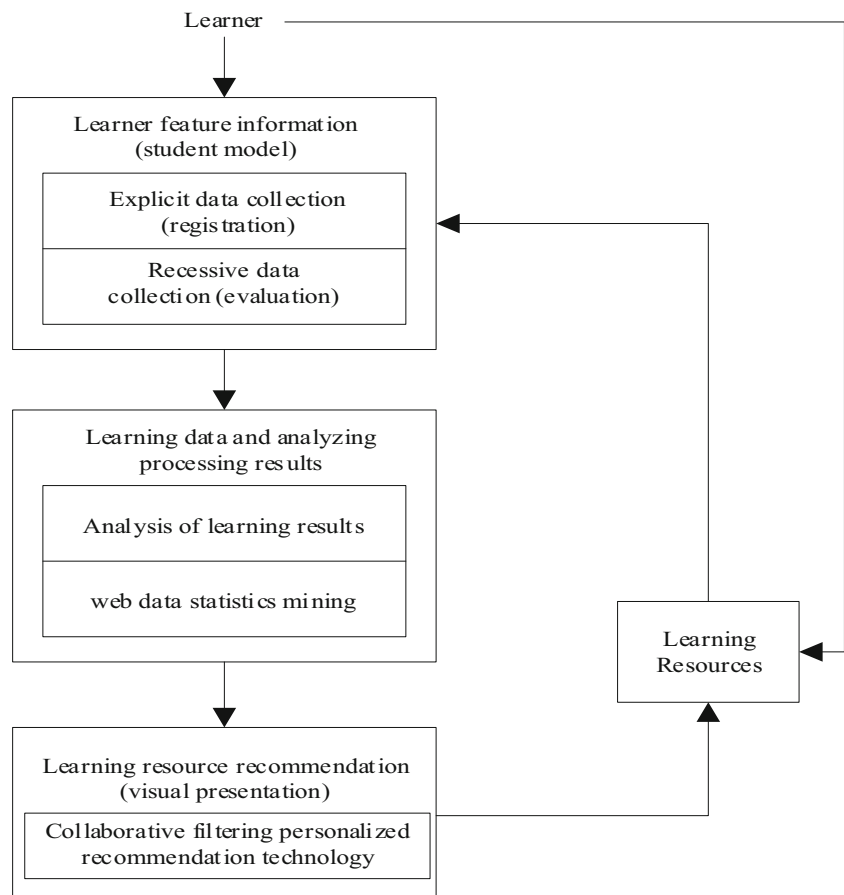 Learner
Learner feature information
(student model)
Explicit data collection
(registration)
Recessive data
collection (evaluation)
Learning data and analyzing
processing results
Analysis of learning results
web data statistics mining
Learning
Resources
Learning resource recommendation
(visual presentation)
Collaborative filtering personalized
recommendation technology